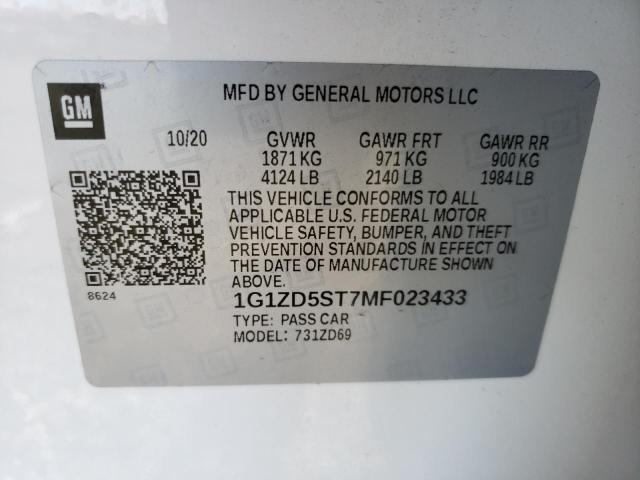 GM
MFD BY GENERAL MOTORS LLC
10/20 GVWR GAWR FRT GAWR RR
1871 KG 971 KG 900 KG
4124 LB 2140 LB 1984 LB
THIS VEHICLE CONFORMS TO ALL
APPLICABLE U.S. FEDERAL MOTOR
VEHICLE SAFETY, BUMPER, AND THEFT
PREVENTION STANDARDS IN EFFECT ON
THE DATE OF MANUFACTURE SHOWN
ABOVE.
8624
1G1ZD5ST7MF023433
TYPE: PASS CAR
MODEL: 731ZD69